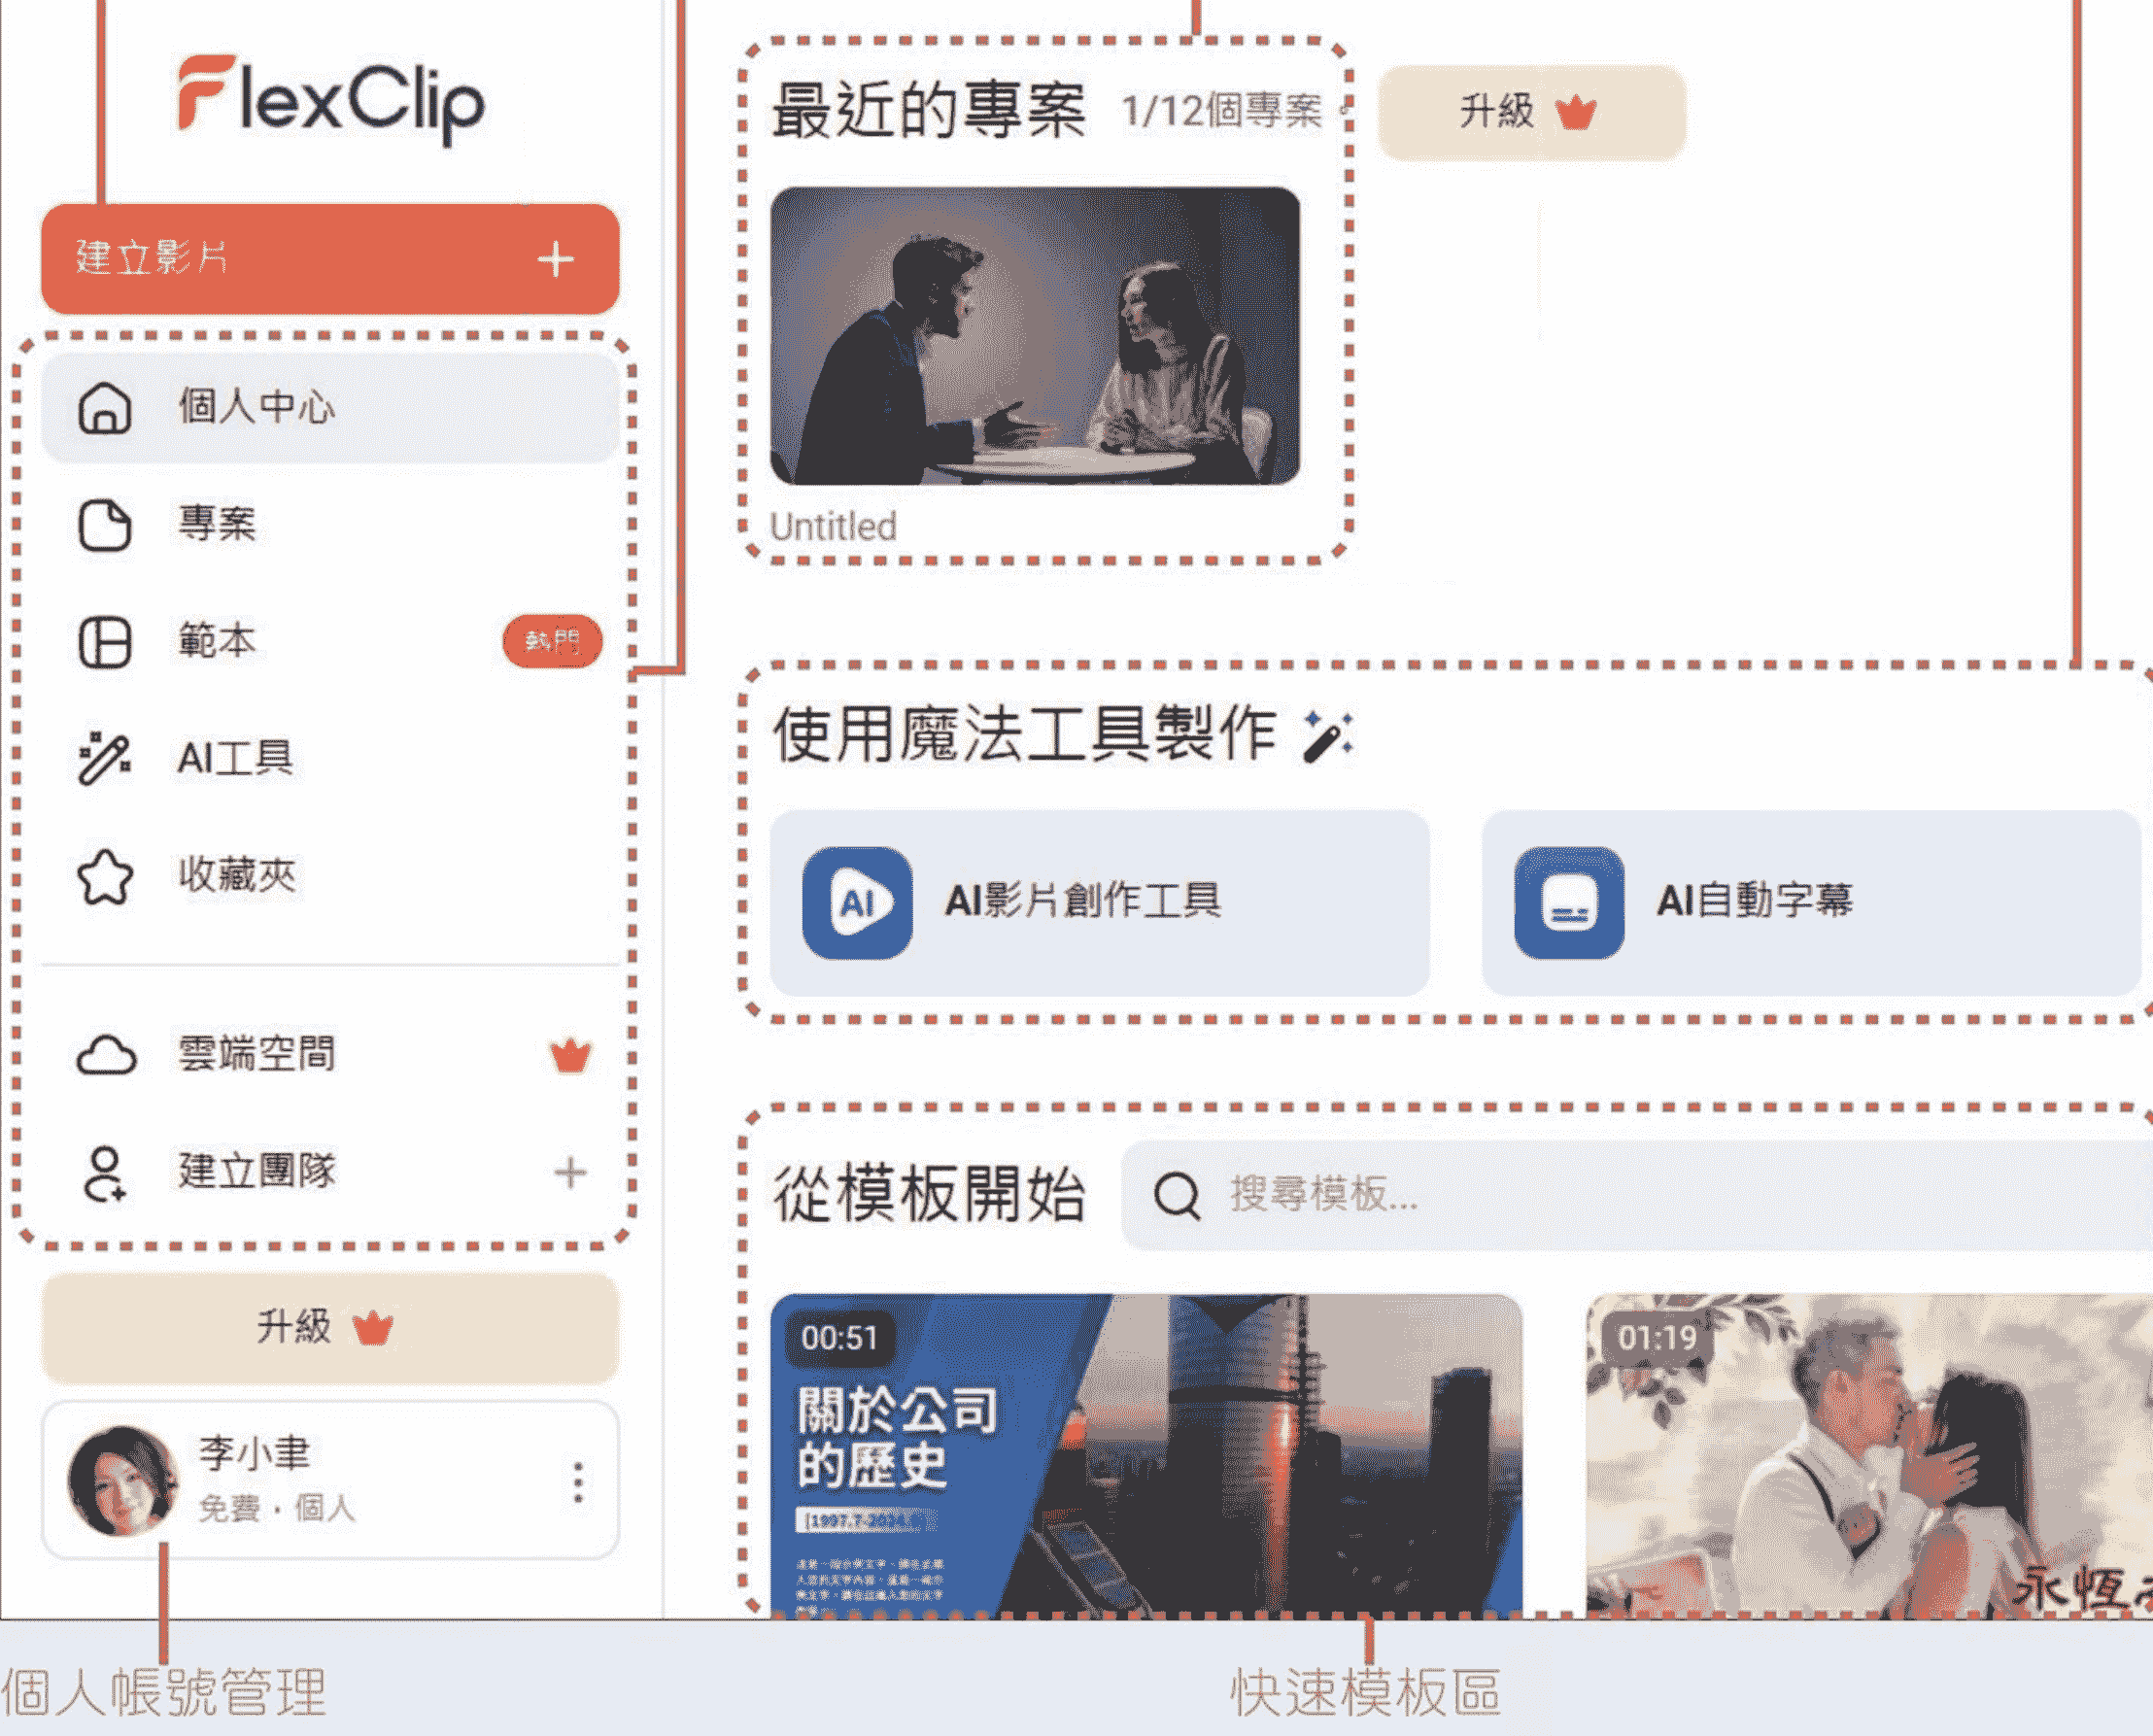 FlexClip
建立影片
個人中心
專案
範本 熱門
AI工具
收藏夾
雲端空間
建立團隊
升級
李小聿
免費・個人
個人帳號管理
最近的專案 1/12個專案
升級
Untitled
使用魔法工具製作
AI影片創作工具
AI自動字幕
從模板開始 搜尋模板...
00:51
關於公司
的歷史
01:19
永恆
快速模板區